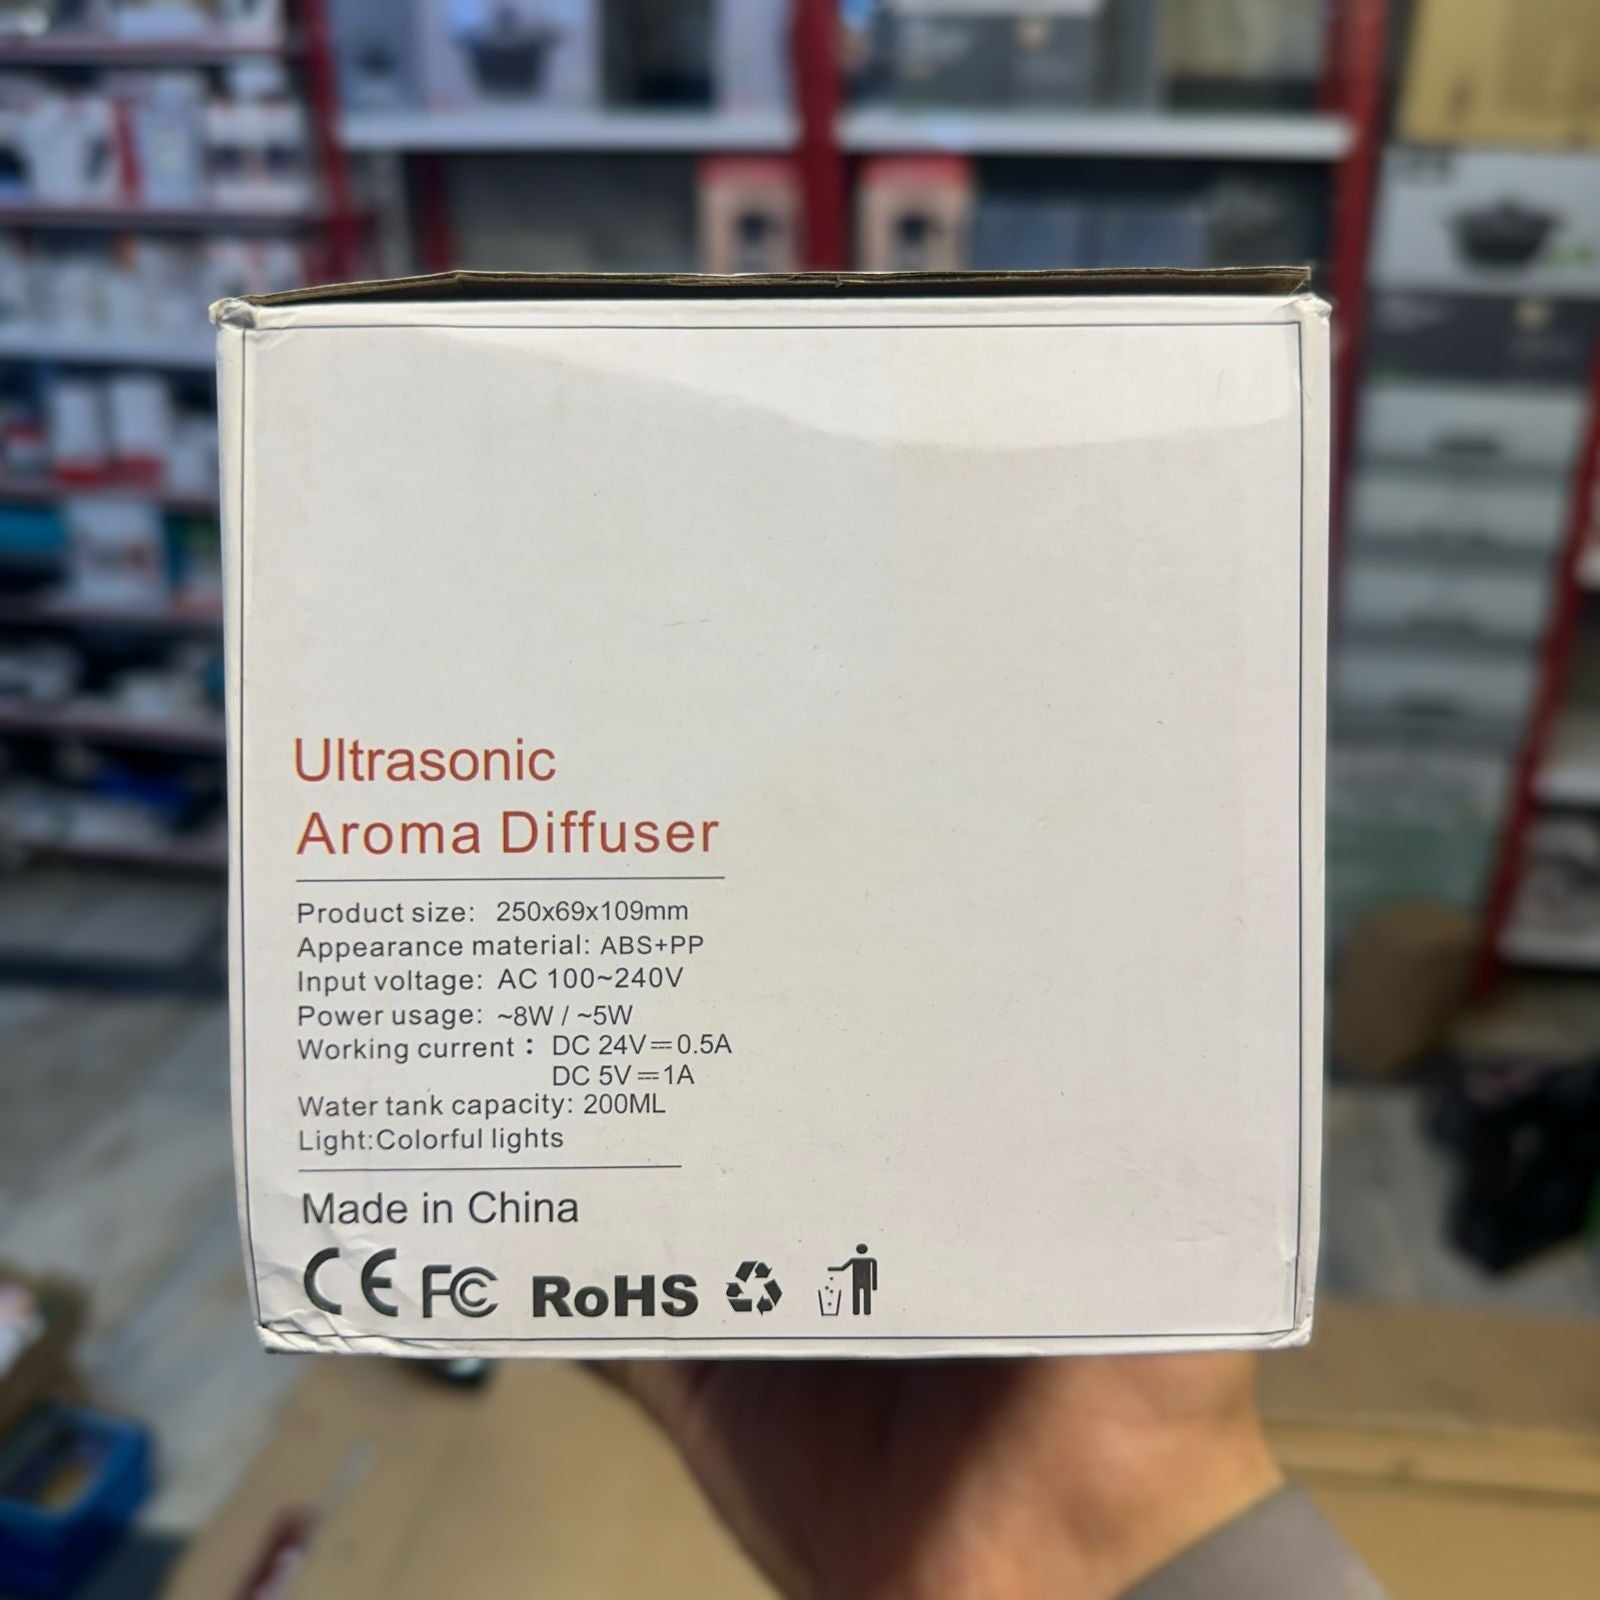 Ultrasonic
Aroma Diffuser
Product size: 250x69x109mm
Appearance material: ABS+PP
Input voltage: AC 100~240V
Power usage: ~8W / ~5W
Working current： DC 24V⎓0.5A
DC 5V⎓1A
Water tank capacity: 200ML
Light:Colorful lights
Made in China
CE FC RoHS